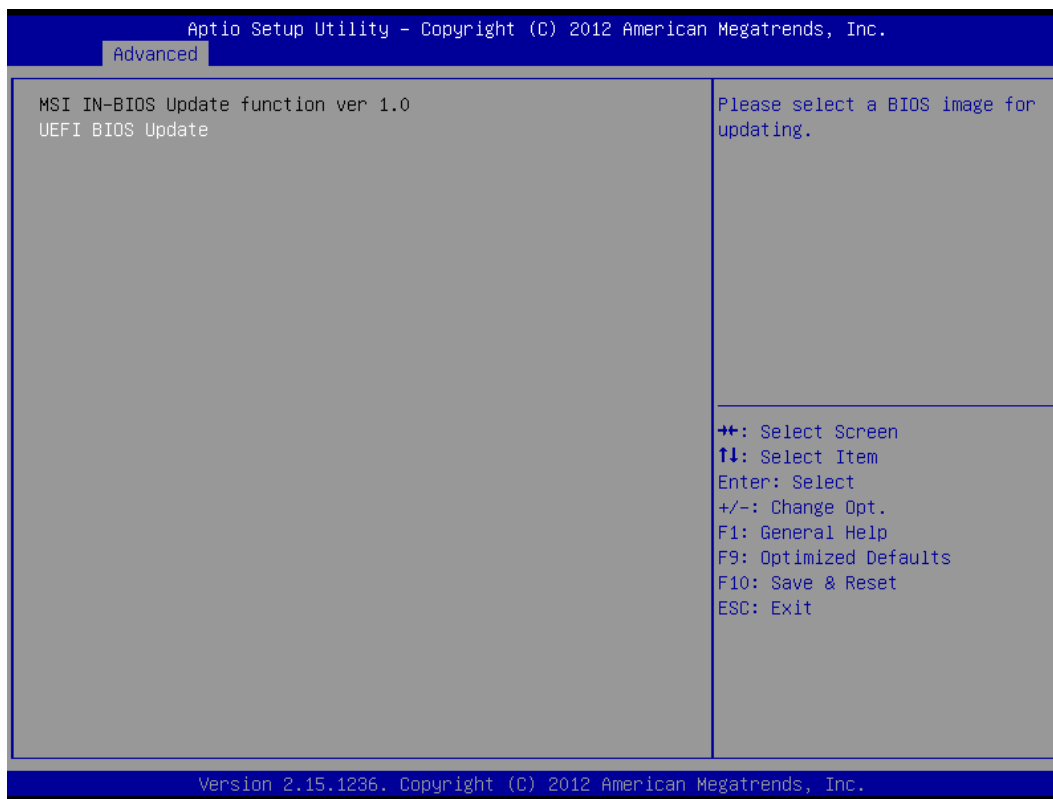 Aptio Setup Utility – Copyright (C) 2012 American Megatrends, Inc.
Advanced
MSI IN-BIOS Update function ver 1.0
UEFI BIOS Update
Please select a BIOS image for
updating.
→←: Select Screen
↑↓: Select Item
Enter: Select
+/-: Change Opt.
F1: General Help
F9: Optimized Defaults
F10: Save & Reset
ESC: Exit
Version 2.15.1236. Copyright (C) 2012 American Megatrends, Inc.